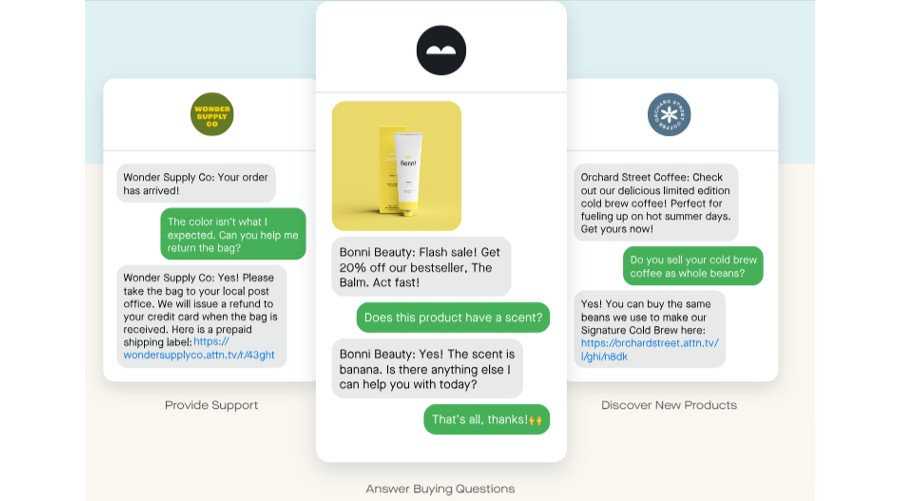 WONDER
SUPPLY
CO
Wonder Supply Co: Your order
has arrived!
The color isn't what I
expected. Can you help me
return the bag?
Wonder Supply Co: Yes! Please
take the bag to your local post
office. We will issue a refund to
your credit card when the bag is
received. Here is a prepaid
shipping label: https://
wondersupplyco.attn.tv/t/43ght
Provide Support
Bonni
Bonni Beauty: Flash sale! Get
20% off our bestseller, The
Balm. Act fast!
Does this product have a scent?
Bonni Beauty: Yes! The scent is
banana. Is there anything else I
can help you with today?
That's all, thanks!🙌
Answer Buying Questions
ORCHARD STREET COFFEE
Orchard Street Coffee: Check
out our delicious limited edition
cold brew coffee! Perfect for
fueling up on hot summer days.
Get yours now!
Do you sell your cold brew
coffee as whole beans?
Yes! You can buy the same
beans we use to make our
Signature Cold Brew here:
https://orchardstreet.attn.tv/
l/ghi/n8dk
Discover New Products